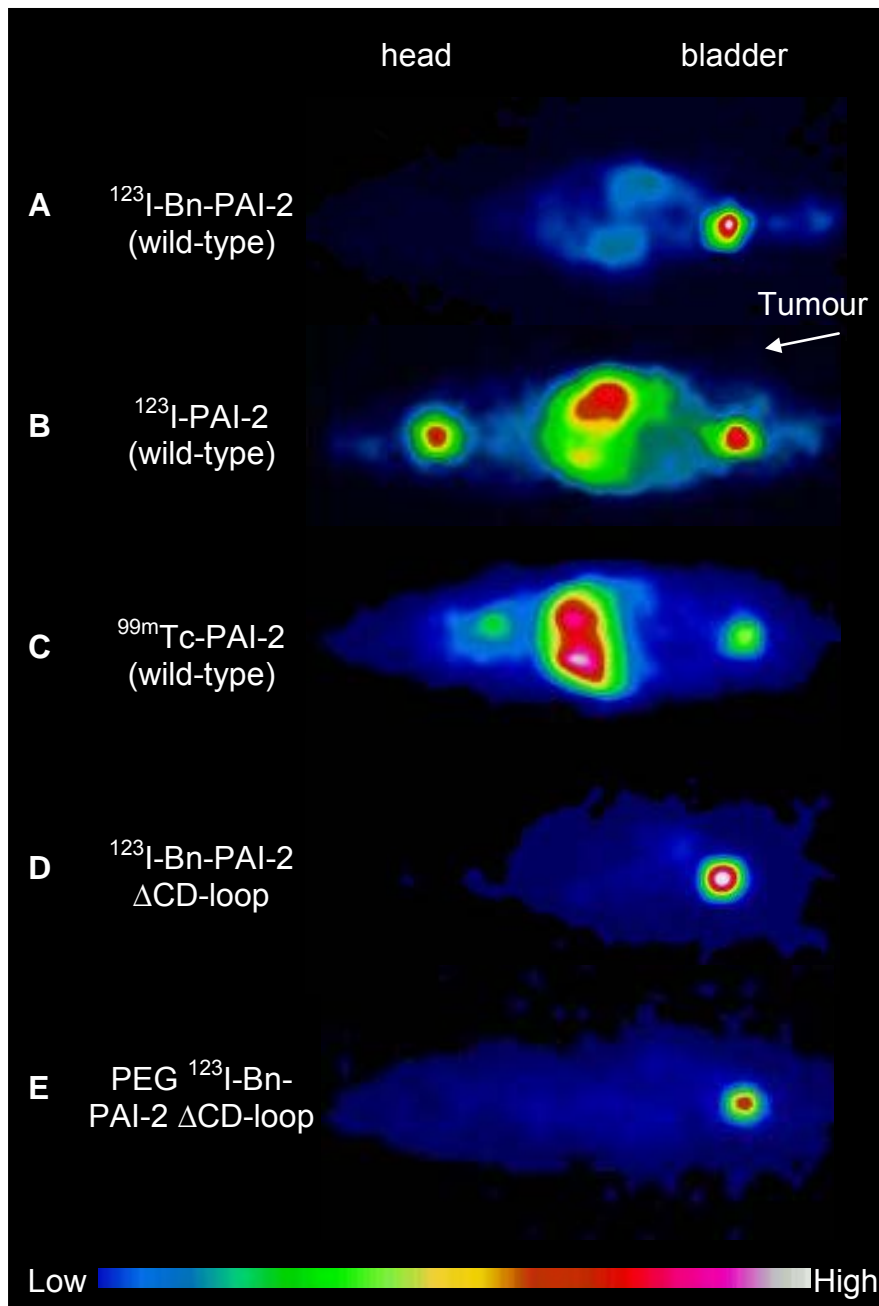 head bladder
A ¹²³I-Bn-PAI-2
(wild-type)
Tumour
B ¹²³I-PAI-2
(wild-type)
C ⁹⁹ᵐTc-PAI-2
(wild-type)
D ¹²³I-Bn-PAI-2
ΔCD-loop
E PEG ¹²³I-Bn-
PAI-2 ΔCD-loop
Low High